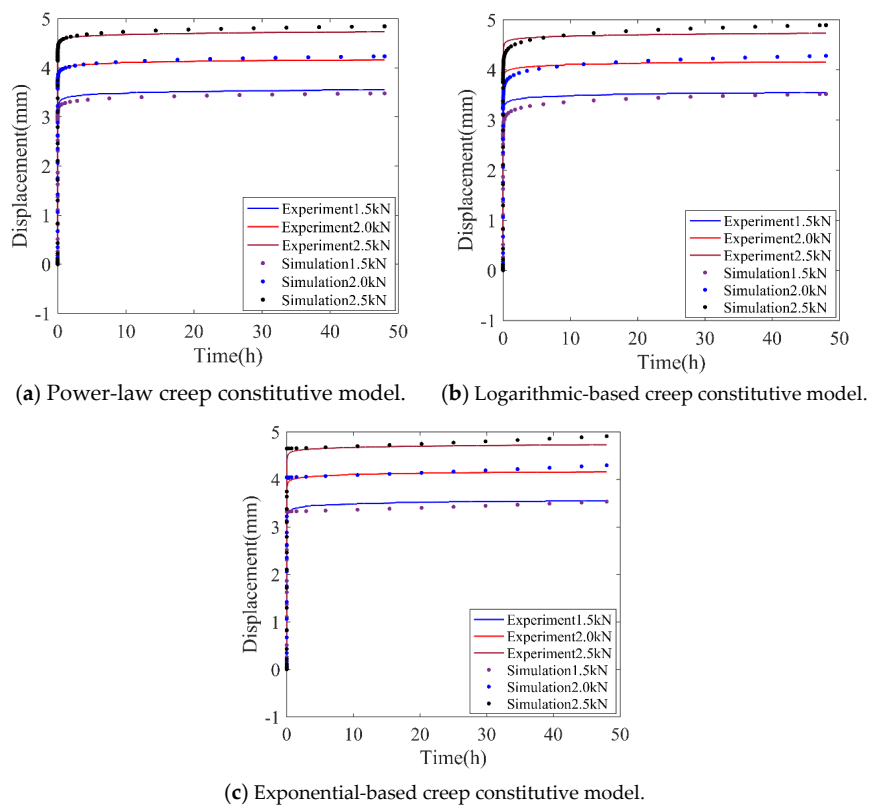 5
4
3
2
1
0
-1
Displacement(mm)
0 10 20 30 40 50
Time(h)
Experiment1.5kN
Experiment2.0kN
Experiment2.5kN
Simulation1.5kN
Simulation2.0kN
Simulation2.5kN
(a) Power-law creep constitutive model.
5
4
3
2
1
0
-1
Displacement(mm)
0 10 20 30 40 50
Time(h)
Experiment1.5kN
Experiment2.0kN
Experiment2.5kN
Simulation1.5kN
Simulation2.0kN
Simulation2.5kN
(b) Logarithmic-based creep constitutive model.
5
4
3
2
1
0
-1
Displacement(mm)
0 10 20 30 40 50
Time(h)
Experiment1.5kN
Experiment2.0kN
Experiment2.5kN
Simulation1.5kN
Simulation2.0kN
Simulation2.5kN
(c) Exponential-based creep constitutive model.